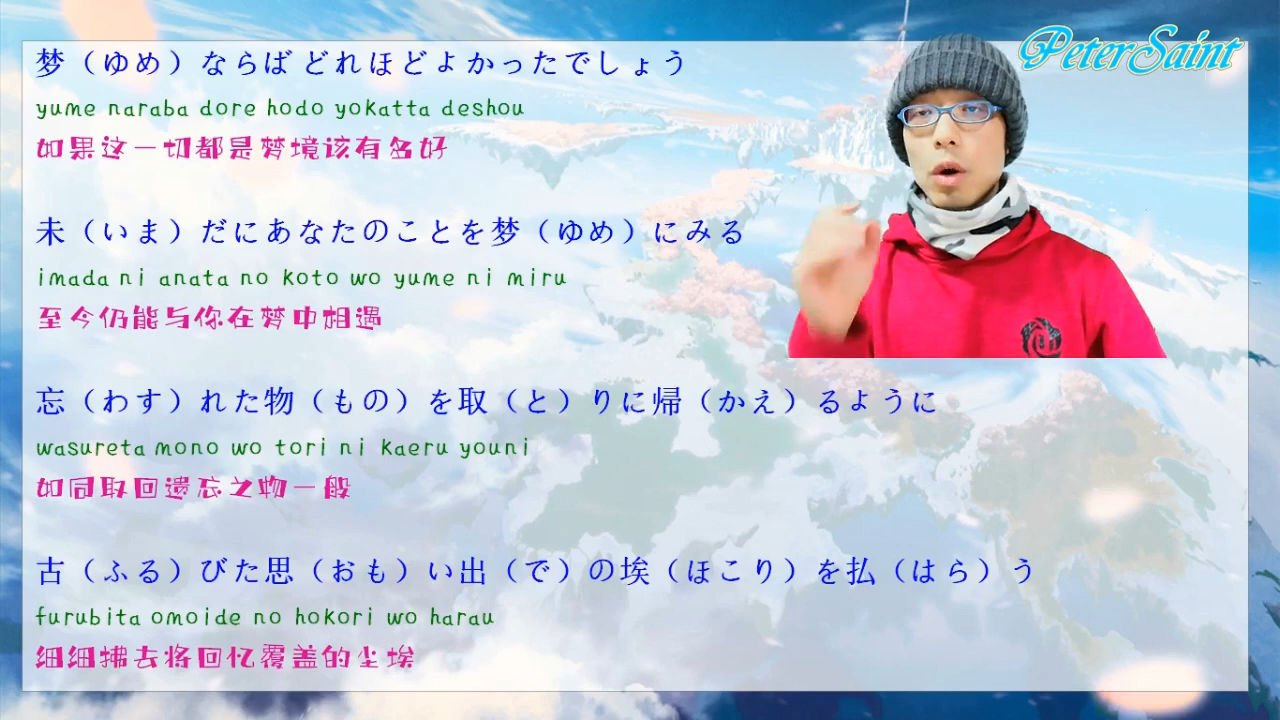 PeterSaint
梦（ゆめ）ならば どれほどよかったでしょう
yume naraba dore hodo yokatta deshou
如果这一切都是梦境该有多好
未（いま）だにあなたのことを梦（ゆめ）にみる
imada ni anata no koto wo yume ni miru
至今仍能与你在梦中相遇
忘（わす）れた物（もの）を取（と）りに帰（かえ）るように
wasureta mono wo tori ni kaeru youni
如同取回遗忘之物一般
古（ふる）びた思（おも）い出（で）の埃（ほこり）を払（はら）う
furubita omoide no hokori wo harau
细细拂去将回忆覆盖的尘埃